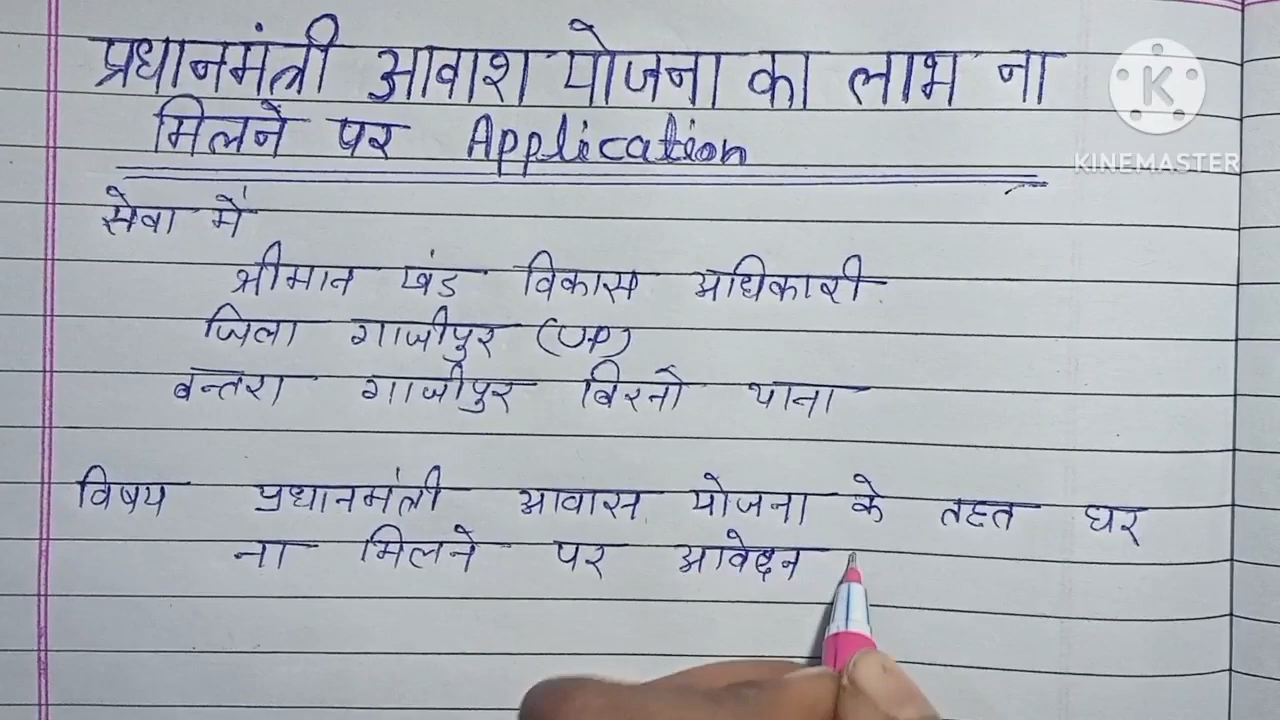 प्रधानमंत्री आवाश योजना का लाभ ना
मिलने पर Application
K
KINEMASTER
सेवा में
श्रीमान खंड विकास अधिकारी
जिला गाजीपुर (UP)
बन्तरा गाजीपुर बिरनो थाना
विषय प्रधानमंत्री आवास योजना के तहत घर
ना मिलने पर आवेदन